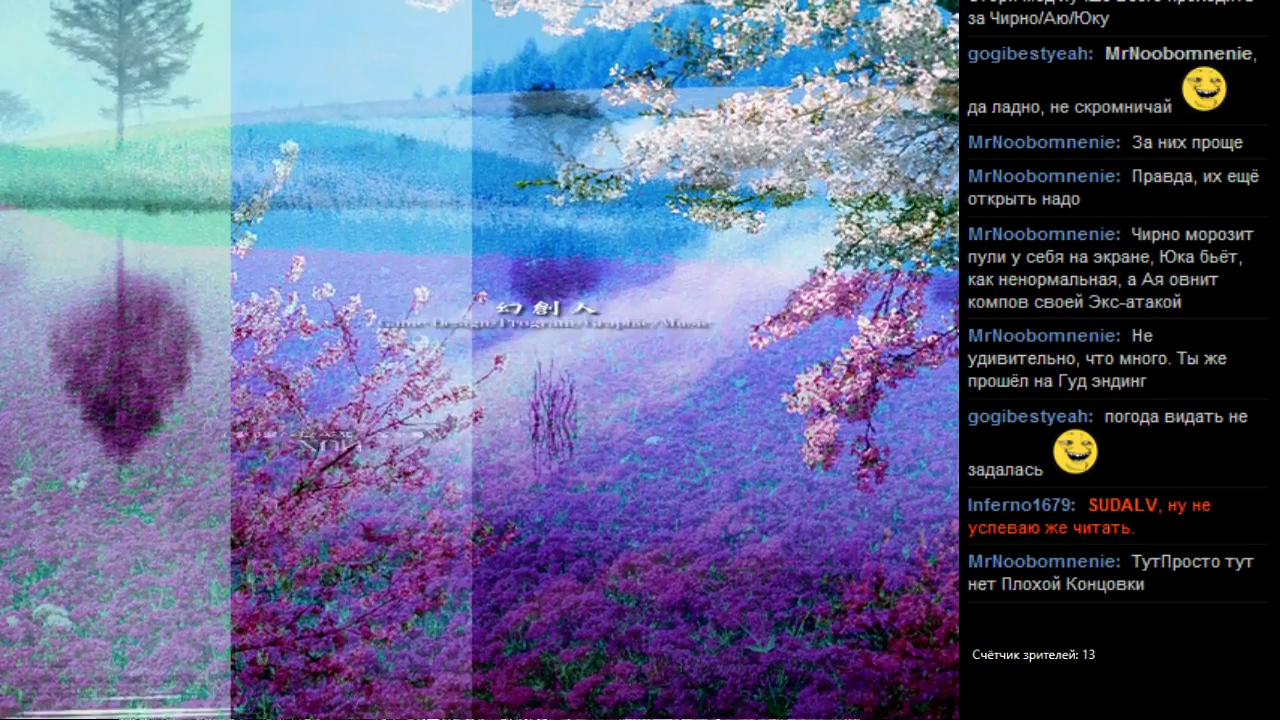 за Чирно/Аю/Юку
gogibestyeah: MrNoobomnenie,
да ладно, не скромничай
MrNoobomnenie: За них проще
MrNoobomnenie: Правда, их ещё
открыть надо
MrNoobomnenie: Чирно морозит
пули у себя на экране, Юка бьёт,
как ненормальная, а Ая овнит
компов своей Экс-атакой
MrNoobomnenie: Не
удивительно, что много. Ты же
прошёл на Гуд эндинг
gogibestyeah: погода видать не
задалась
Inferno1679: SUDALV, ну не
успеваю же читать.
MrNoobomnenie: ТутПросто тут
нет Плохой Концовки
Счётчик зрителей: 13
幻創人
Game Design/Program/Graphic/Music